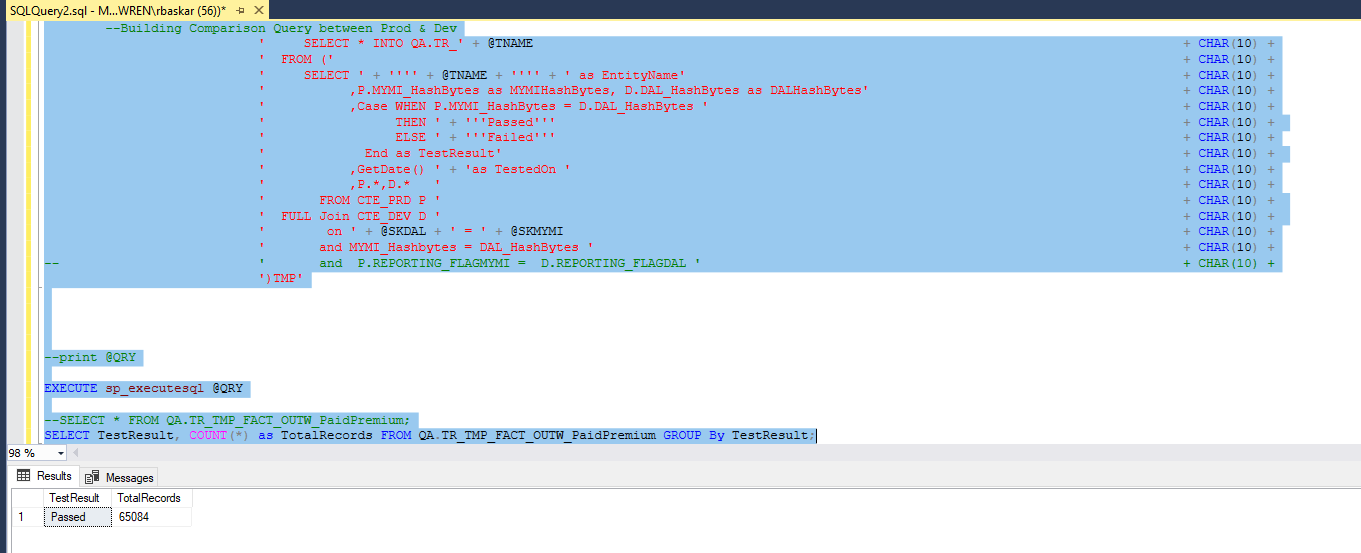 SQLQuery2.sql - M...WREN\rbaskar (56))*
--Building Comparison Query between Prod & Dev
' SELECT * INTO QA.TR_' + @TNAME + CHAR(10) +
' FROM (' + CHAR(10) +
' SELECT ' + '''' + @TNAME + '''' + ' as EntityName' + CHAR(10) +
' ,P.MYMI_HashBytes as MYMIHashBytes, D.DAL_HashBytes as DALHashBytes' + CHAR(10) +
' ,Case WHEN P.MYMI_HashBytes = D.DAL_HashBytes ' + CHAR(10) +
' THEN ' + '''Passed''' + CHAR(10) +
' ELSE ' + '''Failed''' + CHAR(10) +
' End as TestResult' + CHAR(10) +
' ,GetDate() ' + 'as TestedOn ' + CHAR(10) +
' ,P.*,D.* ' + CHAR(10) +
' FROM CTE_PRD P ' + CHAR(10) +
' FULL Join CTE_DEV D ' + CHAR(10) +
' on ' + @SKDAL + ' = ' + @SKMYMI + CHAR(10) +
' and MYMI_Hashbytes = DAL_HashBytes ' + CHAR(10) +
-- ' and P.REPORTING_FLAGMYMI = D.REPORTING_FLAGDAL ' + CHAR(10) +
')TMP'
--print @QRY
EXECUTE sp_executesql @QRY
--SELECT * FROM QA.TR_TMP_FACT_OUTW_PaidPremium;
SELECT TestResult, COUNT(*) as TotalRecords FROM QA.TR_TMP_FACT_OUTW_PaidPremium GROUP By TestResult;
98 %
Results Messages
TestResult TotalRecords
1 Passed 65084